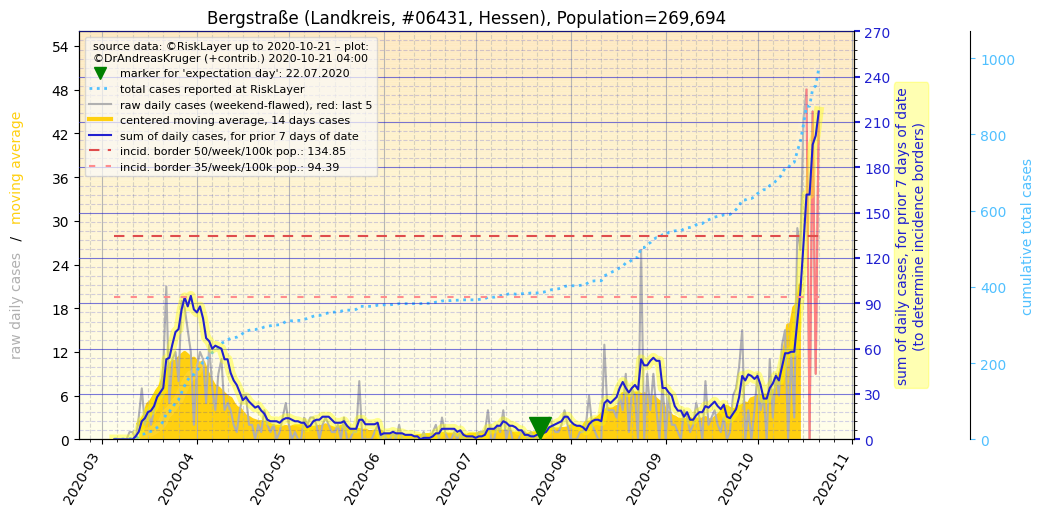 Bergstraße (Landkreis, #06431, Hessen), Population=269,694
source data: ©RiskLayer up to 2020-10-21 – plot:
©DrAndreasKruger (+contrib.) 2020-10-21 04:00
marker for 'expectation day': 22.07.2020
total cases reported at RiskLayer
raw daily cases (weekend-flawed), red: last 5
centered moving average, 14 days cases
sum of daily cases, for prior 7 days of date
incid. border 50/week/100k pop.: 134.85
incid. border 35/week/100k pop.: 94.39
raw daily cases / moving average
54
48
42
36
30
24
18
12
6
0
270
240
210
180
150
120
90
60
30
0
sum of daily cases, for prior 7 days of date
(to determine incidence borders)
1000
800
600
400
200
0
cumulative total cases
2020-03
2020-04
2020-05
2020-06
2020-07
2020-08
2020-09
2020-10
2020-11